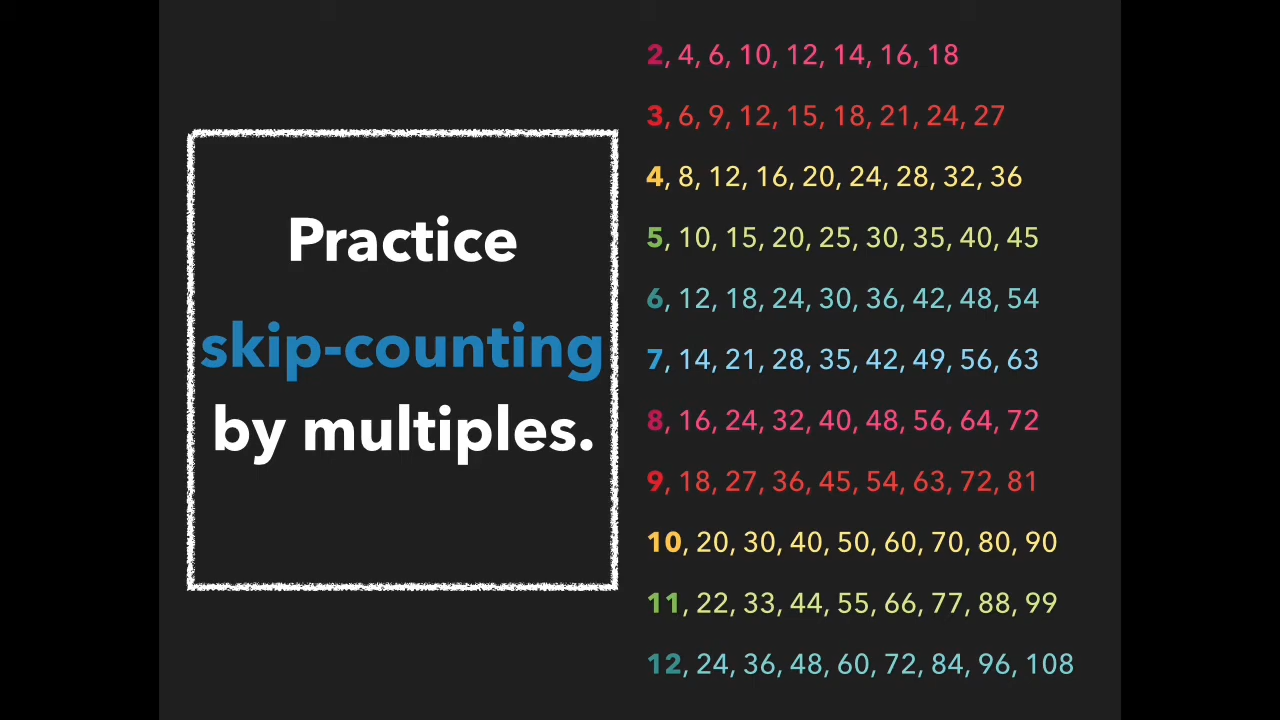 Practice
skip-counting
by multiples.
2, 4, 6, 10, 12, 14, 16, 18
3, 6, 9, 12, 15, 18, 21, 24, 27
4, 8, 12, 16, 20, 24, 28, 32, 36
5, 10, 15, 20, 25, 30, 35, 40, 45
6, 12, 18, 24, 30, 36, 42, 48, 54
7, 14, 21, 28, 35, 42, 49, 56, 63
8, 16, 24, 32, 40, 48, 56, 64, 72
9, 18, 27, 36, 45, 54, 63, 72, 81
10, 20, 30, 40, 50, 60, 70, 80, 90
11, 22, 33, 44, 55, 66, 77, 88, 99
12, 24, 36, 48, 60, 72, 84, 96, 108